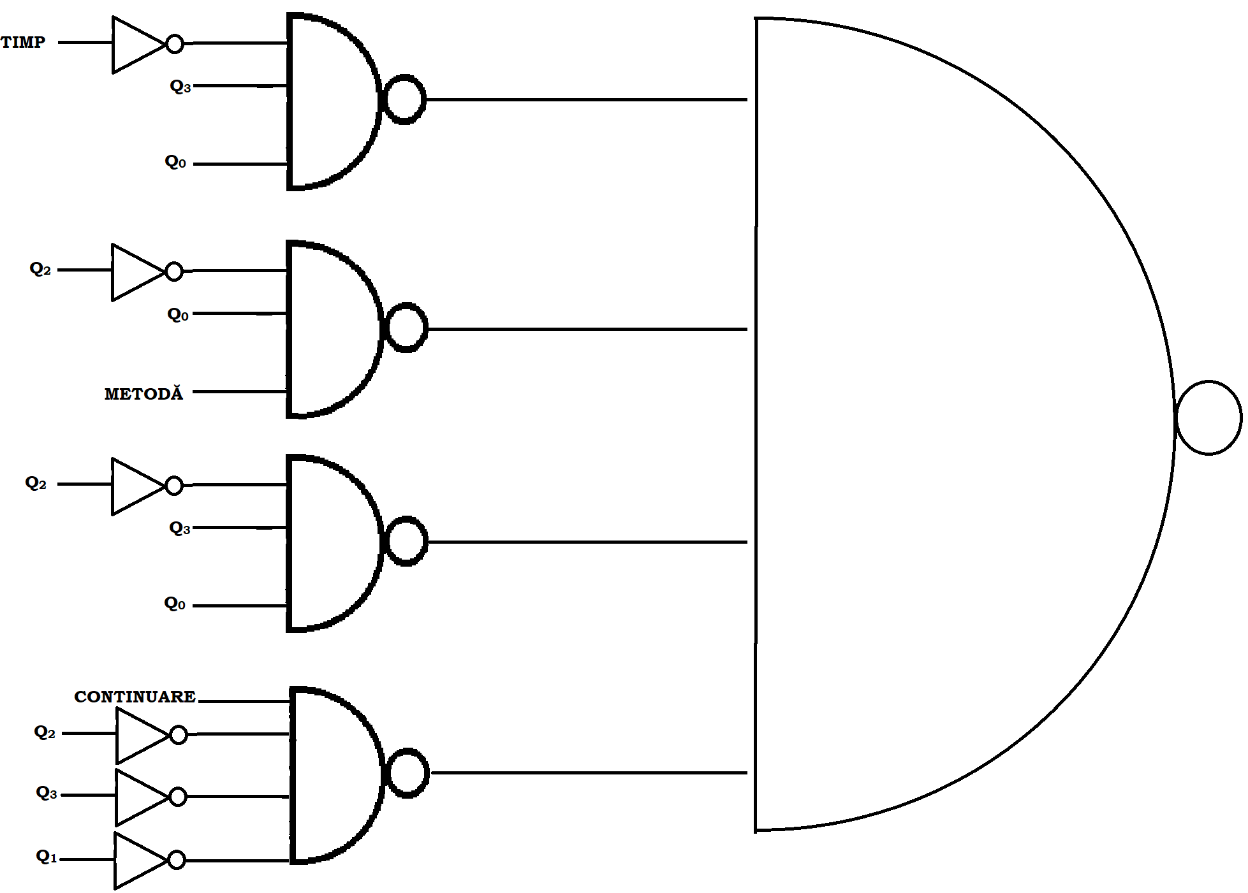 TIMP
Q₃
Q₀
Q₂
Q₀
METODĂ
Q₂
Q₃
Q₀
CONTINUARE
Q₂
Q₃
Q₁